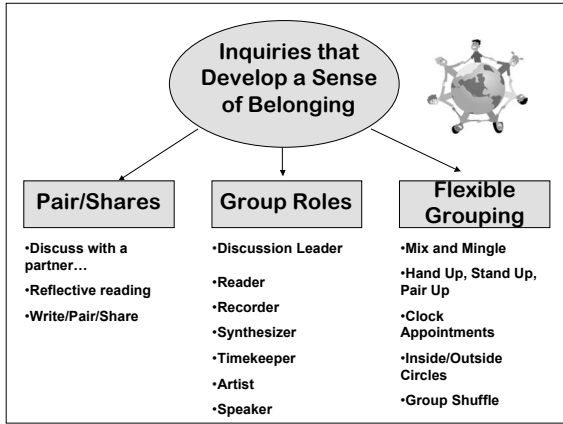 Inquiries that
Develop a Sense
of Belonging
Pair/Shares
•Discuss with a
partner…
•Reflective reading
•Write/Pair/Share
Group Roles
•Discussion Leader
•Reader
•Recorder
•Synthesizer
•Timekeeper
•Artist
•Speaker
Flexible
Grouping
•Mix and Mingle
•Hand Up, Stand Up,
Pair Up
•Clock
Appointments
•Inside/Outside
Circles
•Group Shuffle